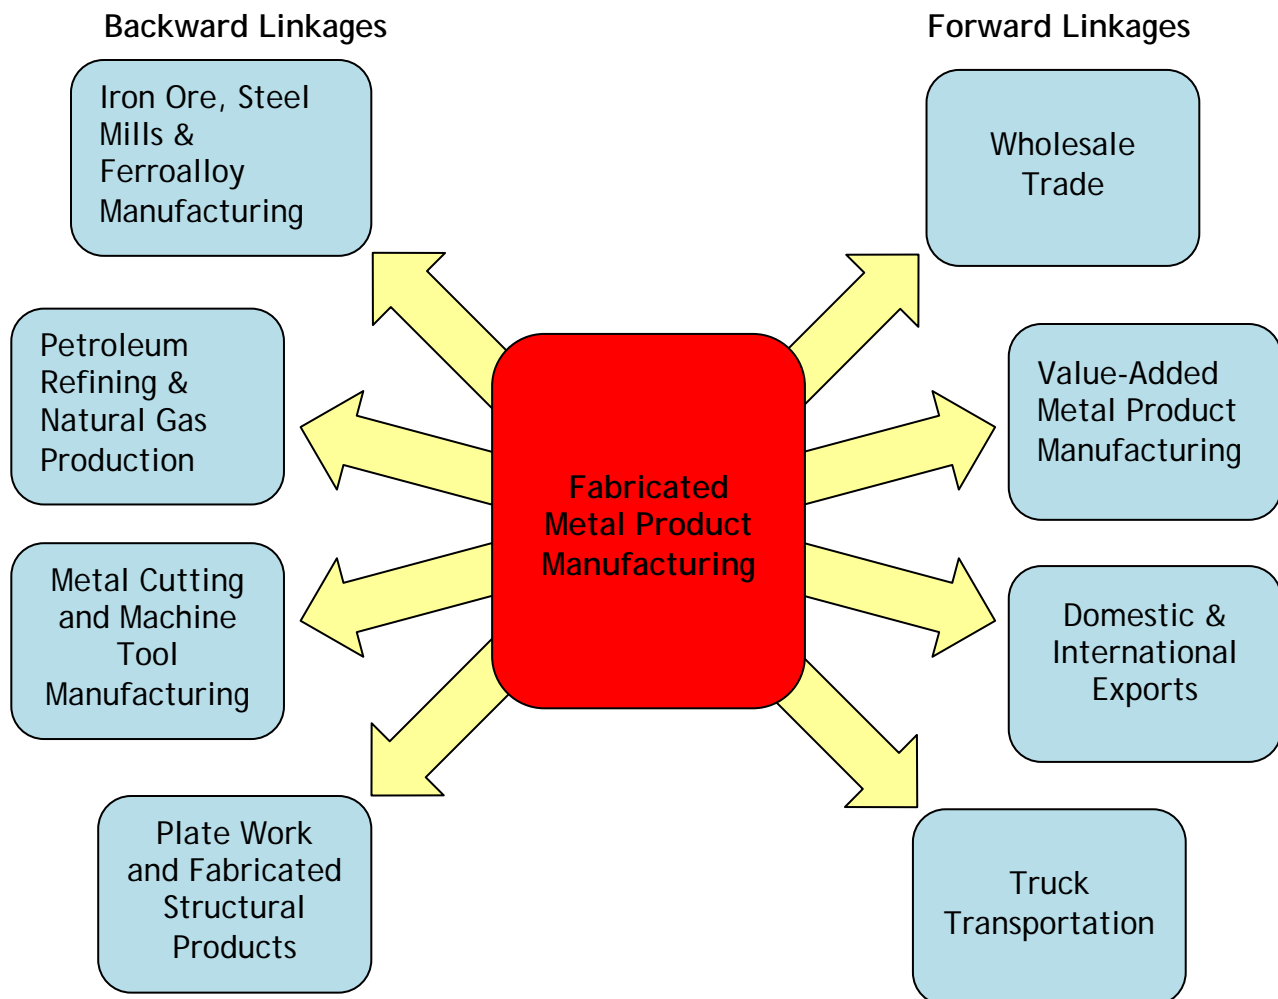 Backward Linkages
Iron Ore, Steel
Mills &
Ferroalloy
Manufacturing
Petroleum
Refining &
Natural Gas
Production
Metal Cutting
and Machine
Tool
Manufacturing
Plate Work
and Fabricated
Structural
Products
Fabricated
Metal Product
Manufacturing
Forward Linkages
Wholesale
Trade
Value-Added
Metal Product
Manufacturing
Domestic &
International
Exports
Truck
Transportation